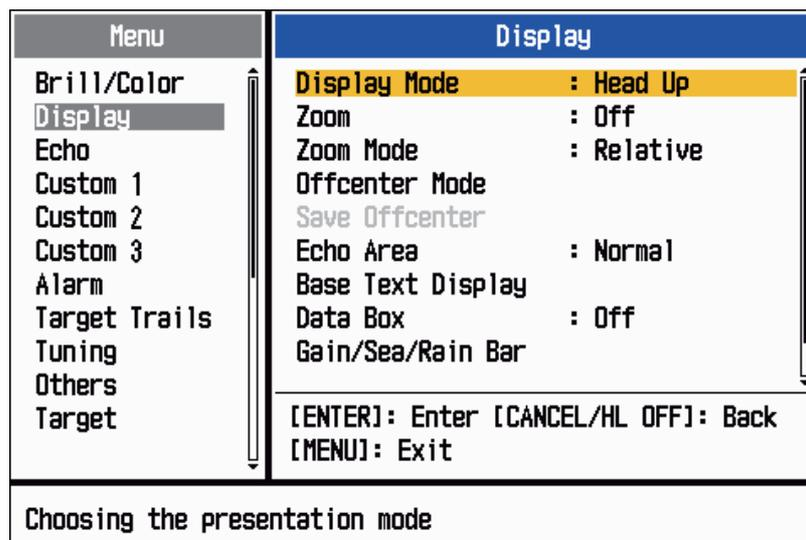 Menu
Brill/Color
Display
Echo
Custom 1
Custom 2
Custom 3
Alarm
Target Trails
Tuning
Others
Target
Display
Display Mode : Head Up
Zoom : Off
Zoom Mode : Relative
Offcenter Mode
Save Offcenter
Echo Area : Normal
Base Text Display
Data Box : Off
Gain/Sea/Rain Bar
[ENTER]: Enter [CANCEL/HL OFF]: Back
[MENU]: Exit
Choosing the presentation mode